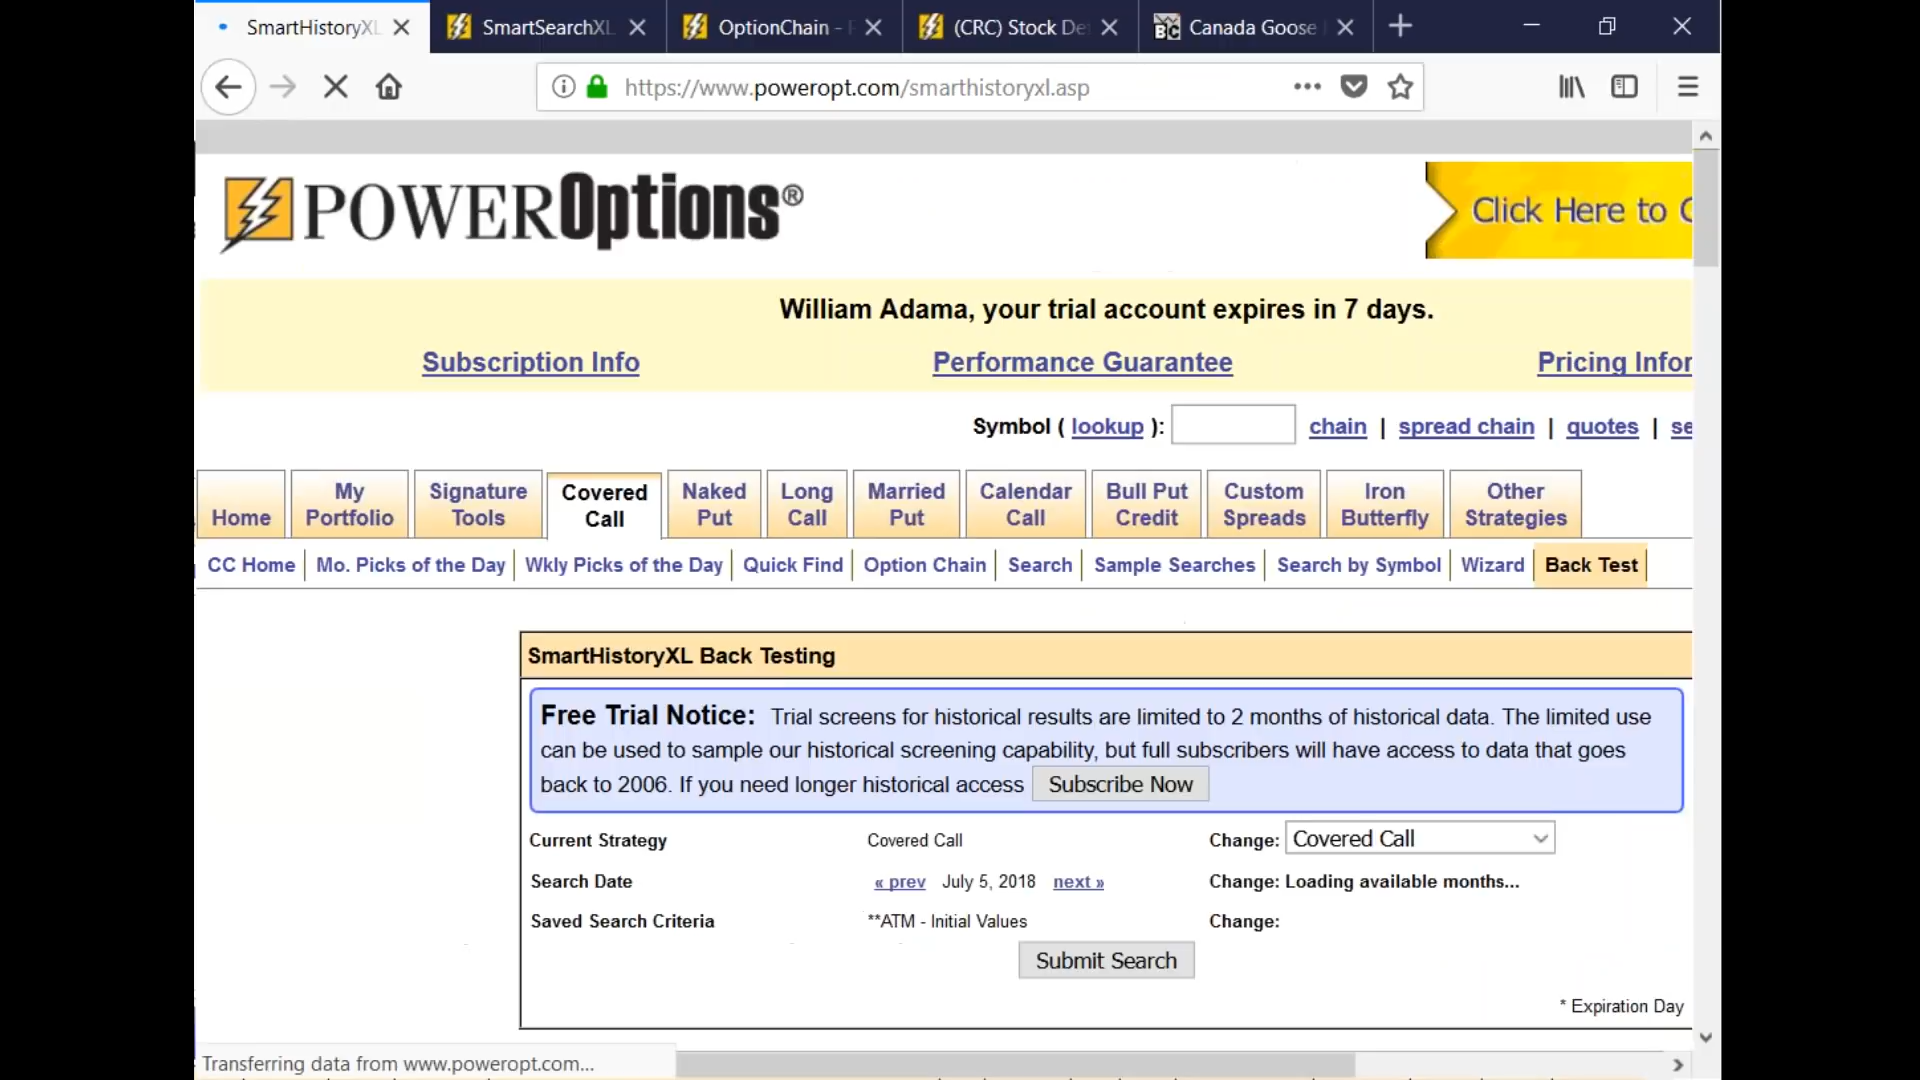 SmartHistoryXL
SmartSearchXL
OptionChain -
(CRC) Stock De
Canada Goose
https://www.poweropt.com/smarthistoryxl.asp
POWEROptions®
Click Here to
William Adama, your trial account expires in 7 days.
Subscription Info
Performance Guarantee
Pricing Infor
Symbol ( lookup ):
chain | spread chain | quotes | se
Home
My Portfolio
Signature Tools
Covered Call
Naked Put
Long Call
Married Put
Calendar Call
Bull Put Credit
Custom Spreads
Iron Butterfly
Other Strategies
CC Home | Mo. Picks of the Day | Wkly Picks of the Day | Quick Find | Option Chain | Search | Sample Searches | Search by Symbol | Wizard | Back Test
SmartHistoryXL Back Testing
Free Trial Notice: Trial screens for historical results are limited to 2 months of historical data. The limited use
can be used to sample our historical screening capability, but full subscribers will have access to data that goes
back to 2006. If you need longer historical access Subscribe Now
Current Strategy Covered Call Change: Covered Call
Search Date « prev July 5, 2018 next » Change: Loading available months...
Saved Search Criteria **ATM - Initial Values Change:
Submit Search
* Expiration Day
Transferring data from www.poweropt.com...